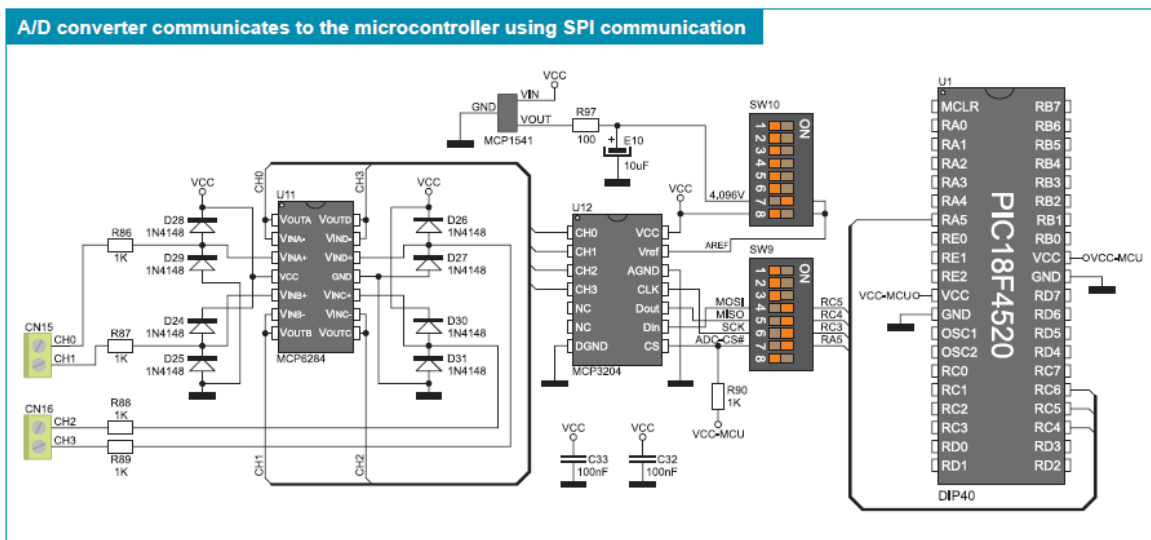 A/D converter communicates to the microcontroller using SPI communication
VCC
VIN
GND
VOUT
MCP1541
R97
100
E10
+
10uF
SW10
ON
1
2
3
4
5
6
7
8
4,096V
VCC
AREF
U1
MCLR
RA0
RA1
RA2
RA3
RA4
RA5
RE0
RE1
RE2
VCC
GND
OSC1
OSC2
RC0
RC1
RC2
RC3
RD0
RD1
PIC18F4520
RB7
RB6
RB5
RB4
RB3
RB2
RB1
RB0
VCC
GND
RD7
RD6
RD5
RD4
RC7
RC6
RC5
RC4
RD3
RD2
DIP40
VCC-MCU
VCC-MCU
CH0
CH3
U11
VOUTA
VINA-
VINA+
VCC
VINB+
VINB-
VOUTB
VOUTD
VIND-
VIND+
GND
VINC+
VINC-
VOUTC
MCP6284
CH1
CH2
VCC
D28
1N4148
D29
1N4148
D24
1N4148
D25
1N4148
VCC
D26
1N4148
D27
1N4148
D30
1N4148
D31
1N4148
R86
1K
R87
1K
R88
1K
R89
1K
CN15
CH0
CH1
CN16
CH2
CH3
U12
CH0
CH1
CH2
CH3
NC
NC
DGND
VCC
Vref
AGND
CLK
Dout
Din
CS
MCP3204
SW9
ON
1
2
3
4
5
6
7
8
MOSI
MISO
SCK
ADC-CS#
RC5
RC4
RC3
RA5
R90
1K
VCC-MCU
VCC
C33
100nF
VCC
C32
100nF